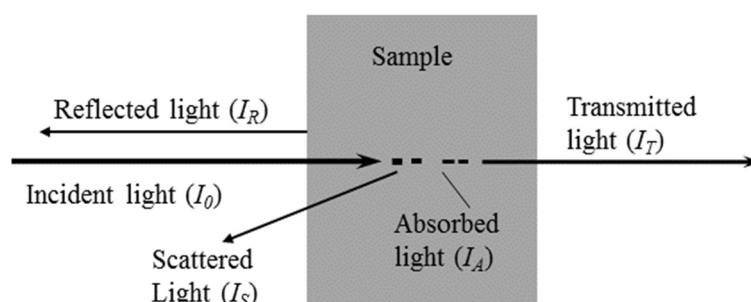 Sample
Reflected light (I_R)
Transmitted
light (I_T)
Incident light (I_0)
Absorbed
light (I_A)
Scattered
Light (I_S)